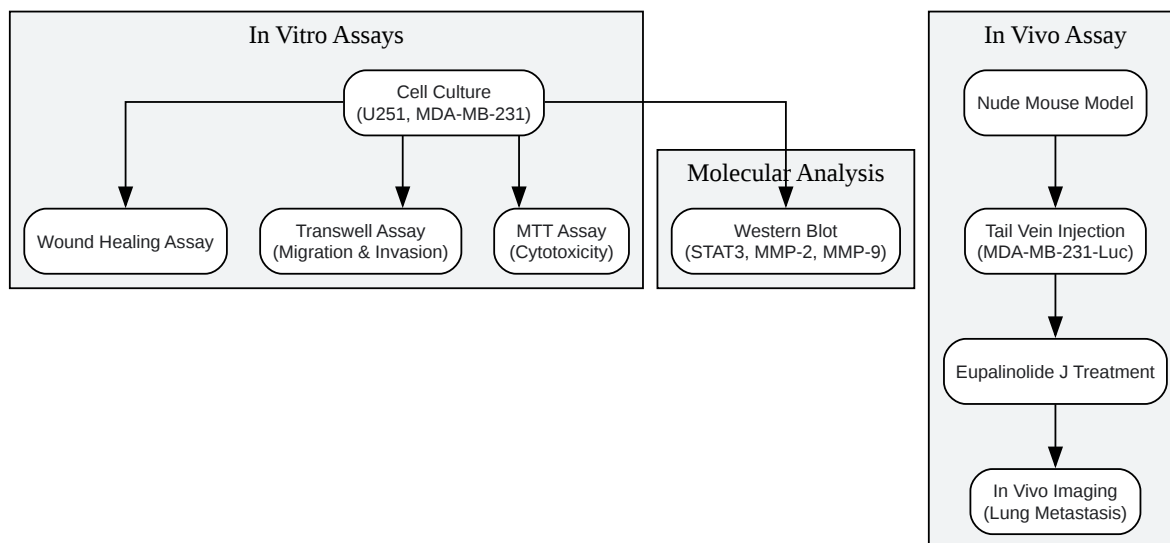 In Vitro Assays
Cell Culture
(U251, MDA-MB-231)
Wound Healing Assay
Transwell Assay
(Migration & Invasion)
MTT Assay
(Cytotoxicity)
Molecular Analysis
Western Blot
(STAT3, MMP-2, MMP-9)
In Vivo Assay
Nude Mouse Model
Tail Vein Injection
(MDA-MB-231-Luc)
Eupalinolide J Treatment
In Vivo Imaging
(Lung Metastasis)